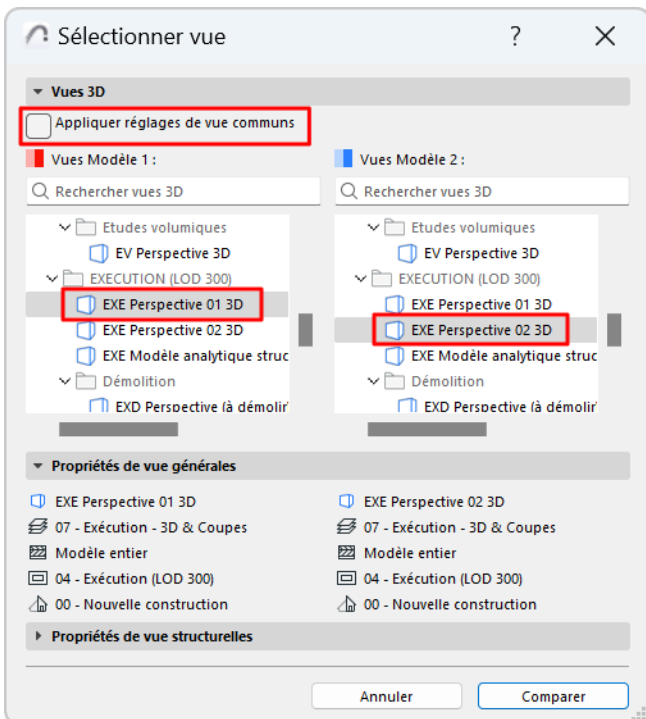 Sélectionner vue
?
Vues 3D
Appliquer réglages de vue communs
Vues Modèle 1 :
Vues Modèle 2 :
Rechercher vues 3D
Rechercher vues 3D
Etudes volumiques
EV Perspective 3D
EXECUTION (LOD 300)
EXE Perspective 01 3D
EXE Perspective 02 3D
EXE Modèle analytique struc
Démolition
EXD Perspective (à démolir
Etudes volumiques
EV Perspective 3D
EXECUTION (LOD 300)
EXE Perspective 01 3D
EXE Perspective 02 3D
EXE Modèle analytique struc
Démolition
EXD Perspective (à démolir
Propriétés de vue générales
EXE Perspective 01 3D
07 - Exécution - 3D & Coupes
Modèle entier
04 - Exécution (LOD 300)
00 - Nouvelle construction
EXE Perspective 02 3D
07 - Exécution - 3D & Coupes
Modèle entier
04 - Exécution (LOD 300)
00 - Nouvelle construction
Propriétés de vue structurelles
Annuler
Comparer